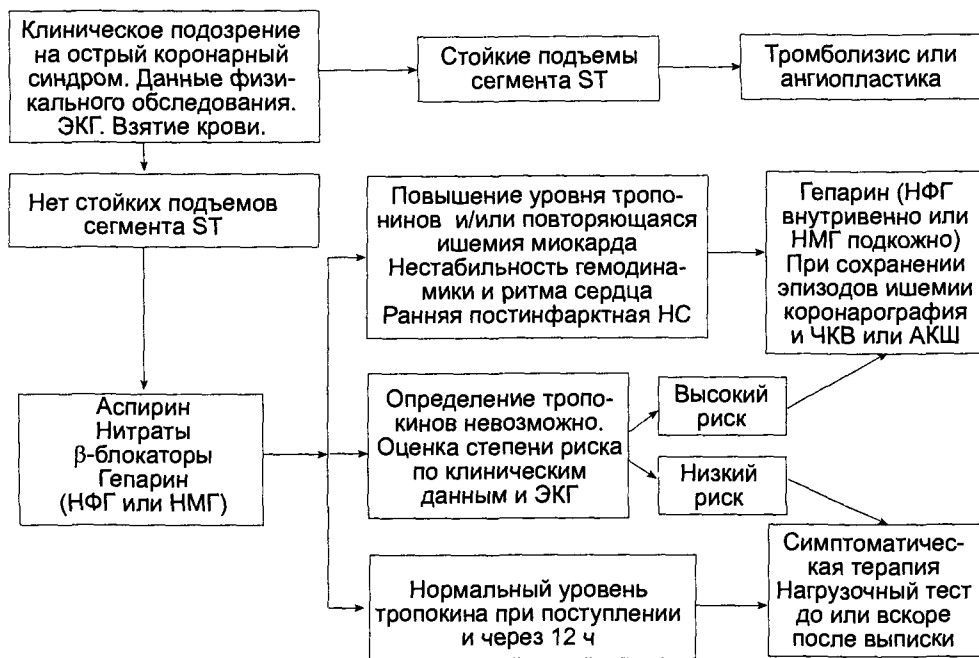 Клиническое подозрение
на острый коронарный
синдром. Данные физи-
кального обследования.
ЭКГ. Взятие крови.
Стойкие подъемы
сегмента ST
Тромболизис или
ангиопластика
Нет стойких подъемов
сегмента ST
Повышение уровня тропо-
нинов и/или повторяющаяся
ишемия миокарда
Нестабильность гемодина-
мики и ритма сердца
Ранняя постинфарктная НС
Гепарин (НФГ
внутривенно или
НМГ подкожно)
При сохранении
эпизодов ишемии
коронарография
и ЧКВ или АКШ
Аспирин
Нитраты
β-блокаторы
Гепарин
(НФГ или НМГ)
Определение тропо-
кинов невозможно.
Оценка степени риска
по клиническим
данным и ЭКГ
Высокий
риск
Низкий
риск
Нормальный уровень
тропокина при поступлении
и через 12 ч
Симптоматичес-
кая терапия
Нагрузочный тест
до или вскоре
после выписки